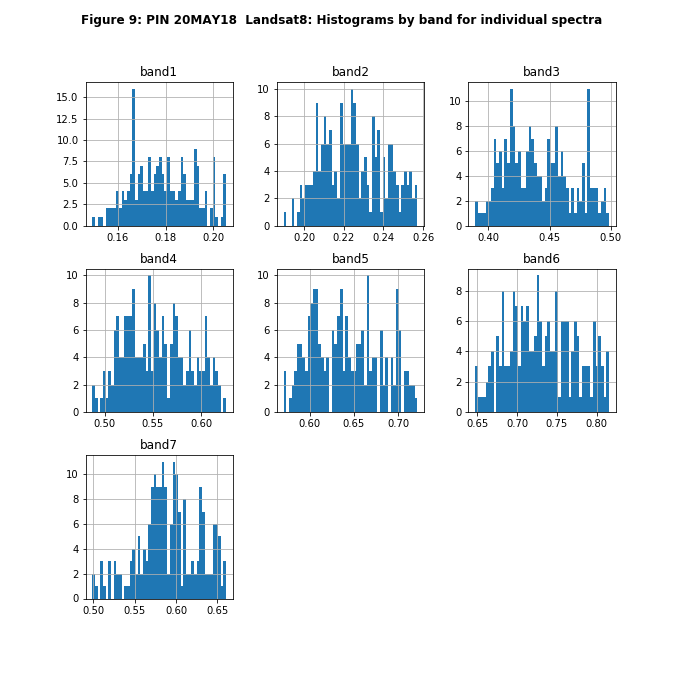 Figure 9: PIN 20MAY18  Landsat8: Histograms by band for individual spectra
band1
15.0
12.5
10.0
7.5
5.0
2.5
0.0
0.16 0.18 0.20
band2
10
8
6
4
2
0
0.20 0.22 0.24 0.26
band3
10
8
6
4
2
0
0.40 0.45 0.50
band4
10
8
6
4
2
0
0.50 0.55 0.60
band5
10
8
6
4
2
0
0.60 0.65 0.70
band6
8
6
4
2
0
0.65 0.70 0.75 0.80
band7
10
8
6
4
2
0
0.50 0.55 0.60 0.65